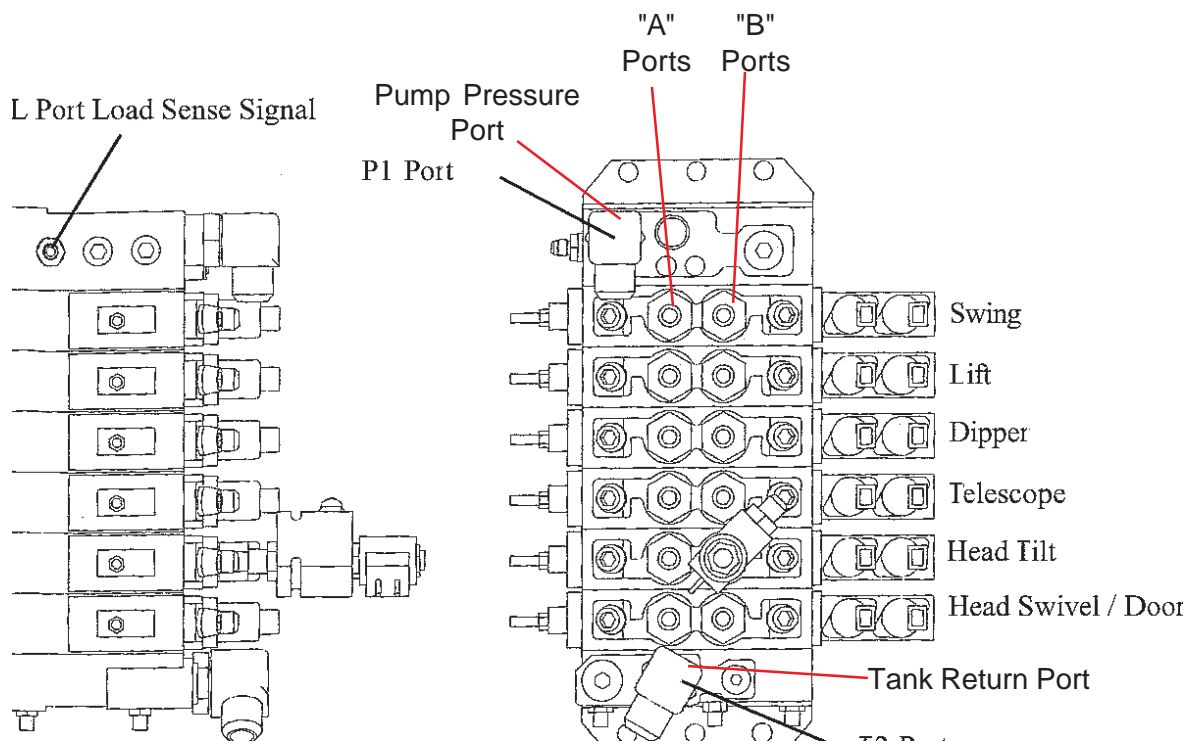 "A"
Ports
"B"
Ports
Pump Pressure
Port
L Port Load Sense Signal
P1 Port
Swing
Lift
Dipper
Telescope
Head Tilt
Head Swivel / Door
Tank Return Port
Port